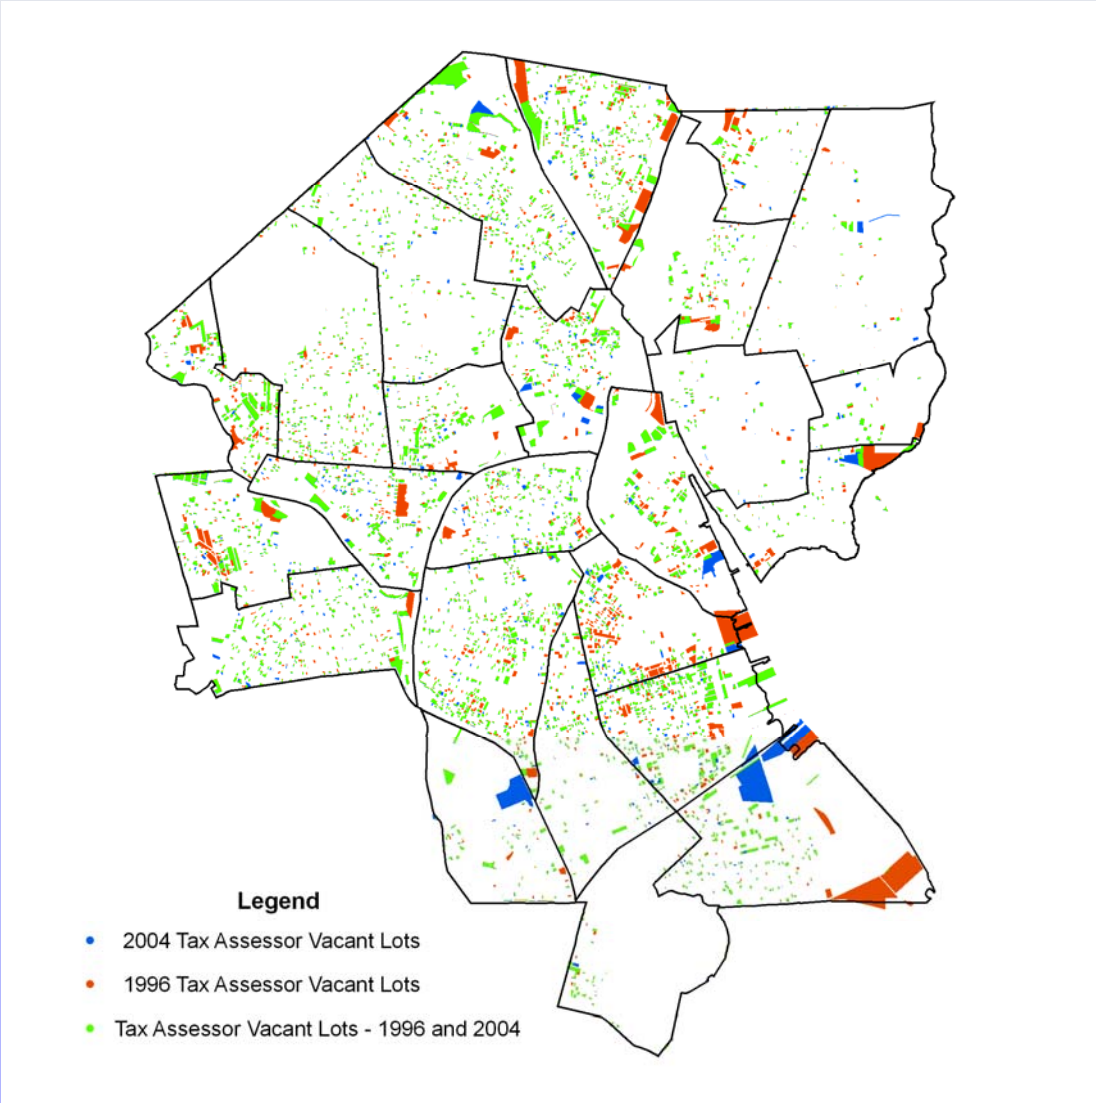 Legend
2004 Tax Assessor Vacant Lots
1996 Tax Assessor Vacant Lots
Tax Assessor Vacant Lots - 1996 and 2004